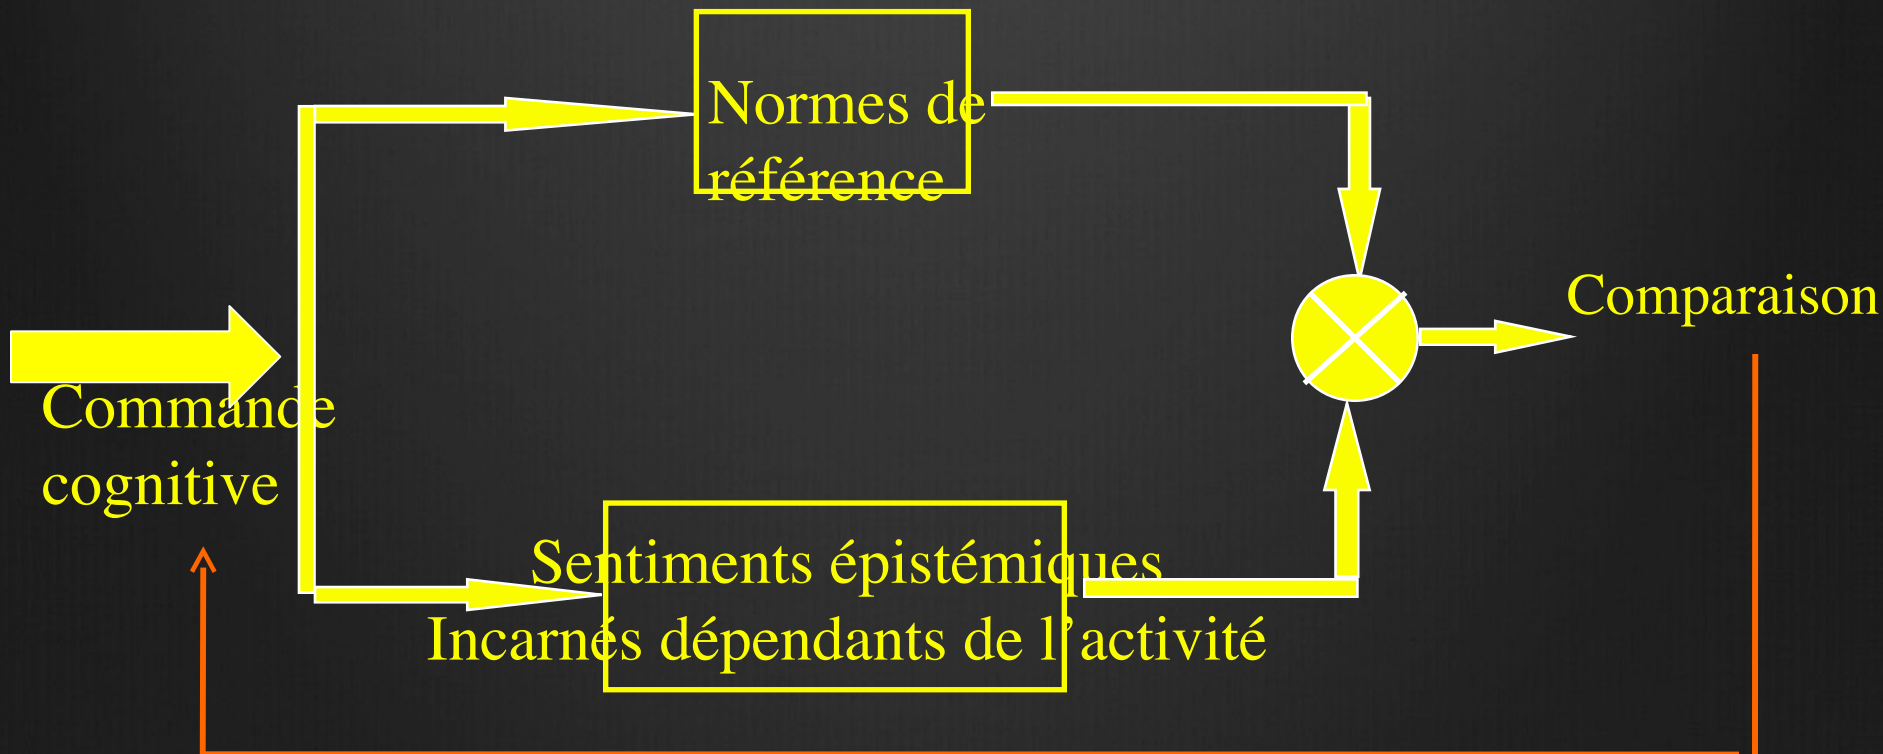 Normes de
référence
Comparaison
Commande
cognitive
Sentiments épistémiques
Incarnés dépendants de l’activité